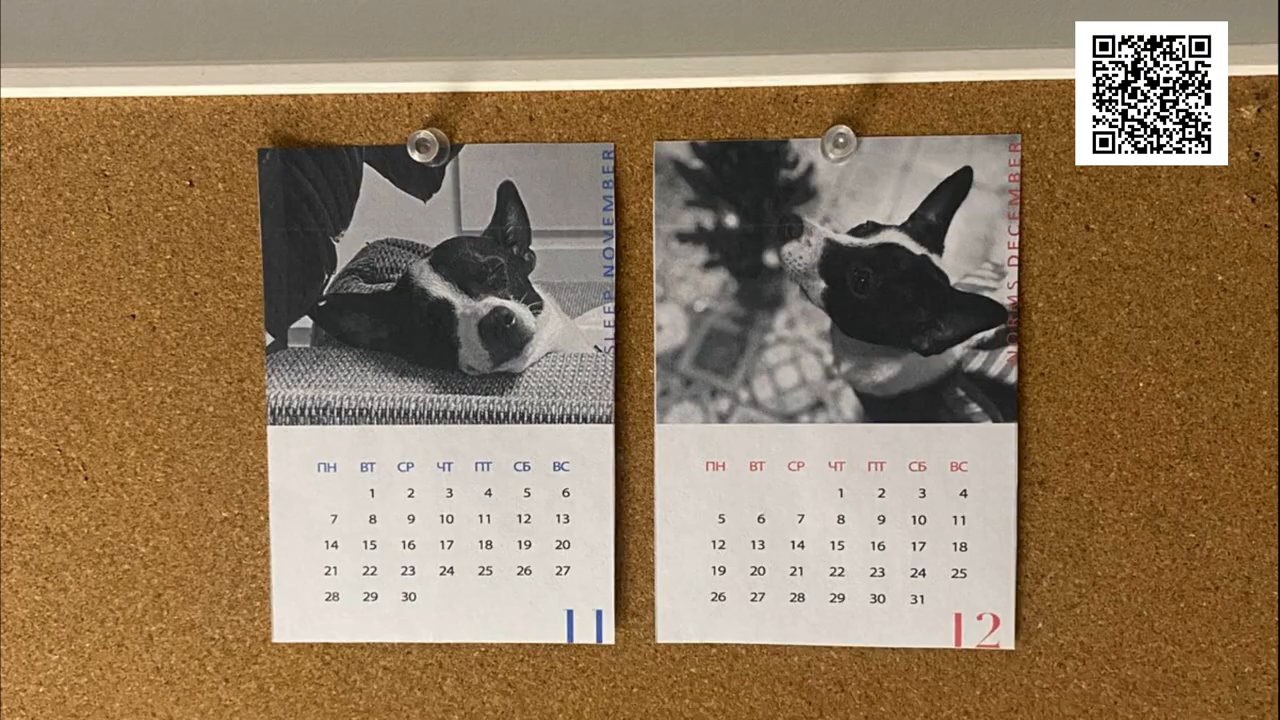 SLEEP NOVEMBER
ПН ВТ СР ЧТ ПТ СБ ВС
1 2 3 4 5 6
7 8 9 10 11 12 13
14 15 16 17 18 19 20
21 22 23 24 25 26 27
28 29 30
11
DECEMBER
ПН ВТ СР ЧТ ПТ СБ ВС
1 2 3 4
5 6 7 8 9 10 11
12 13 14 15 16 17 18
19 20 21 22 23 24 25
26 27 28 29 30 31
12